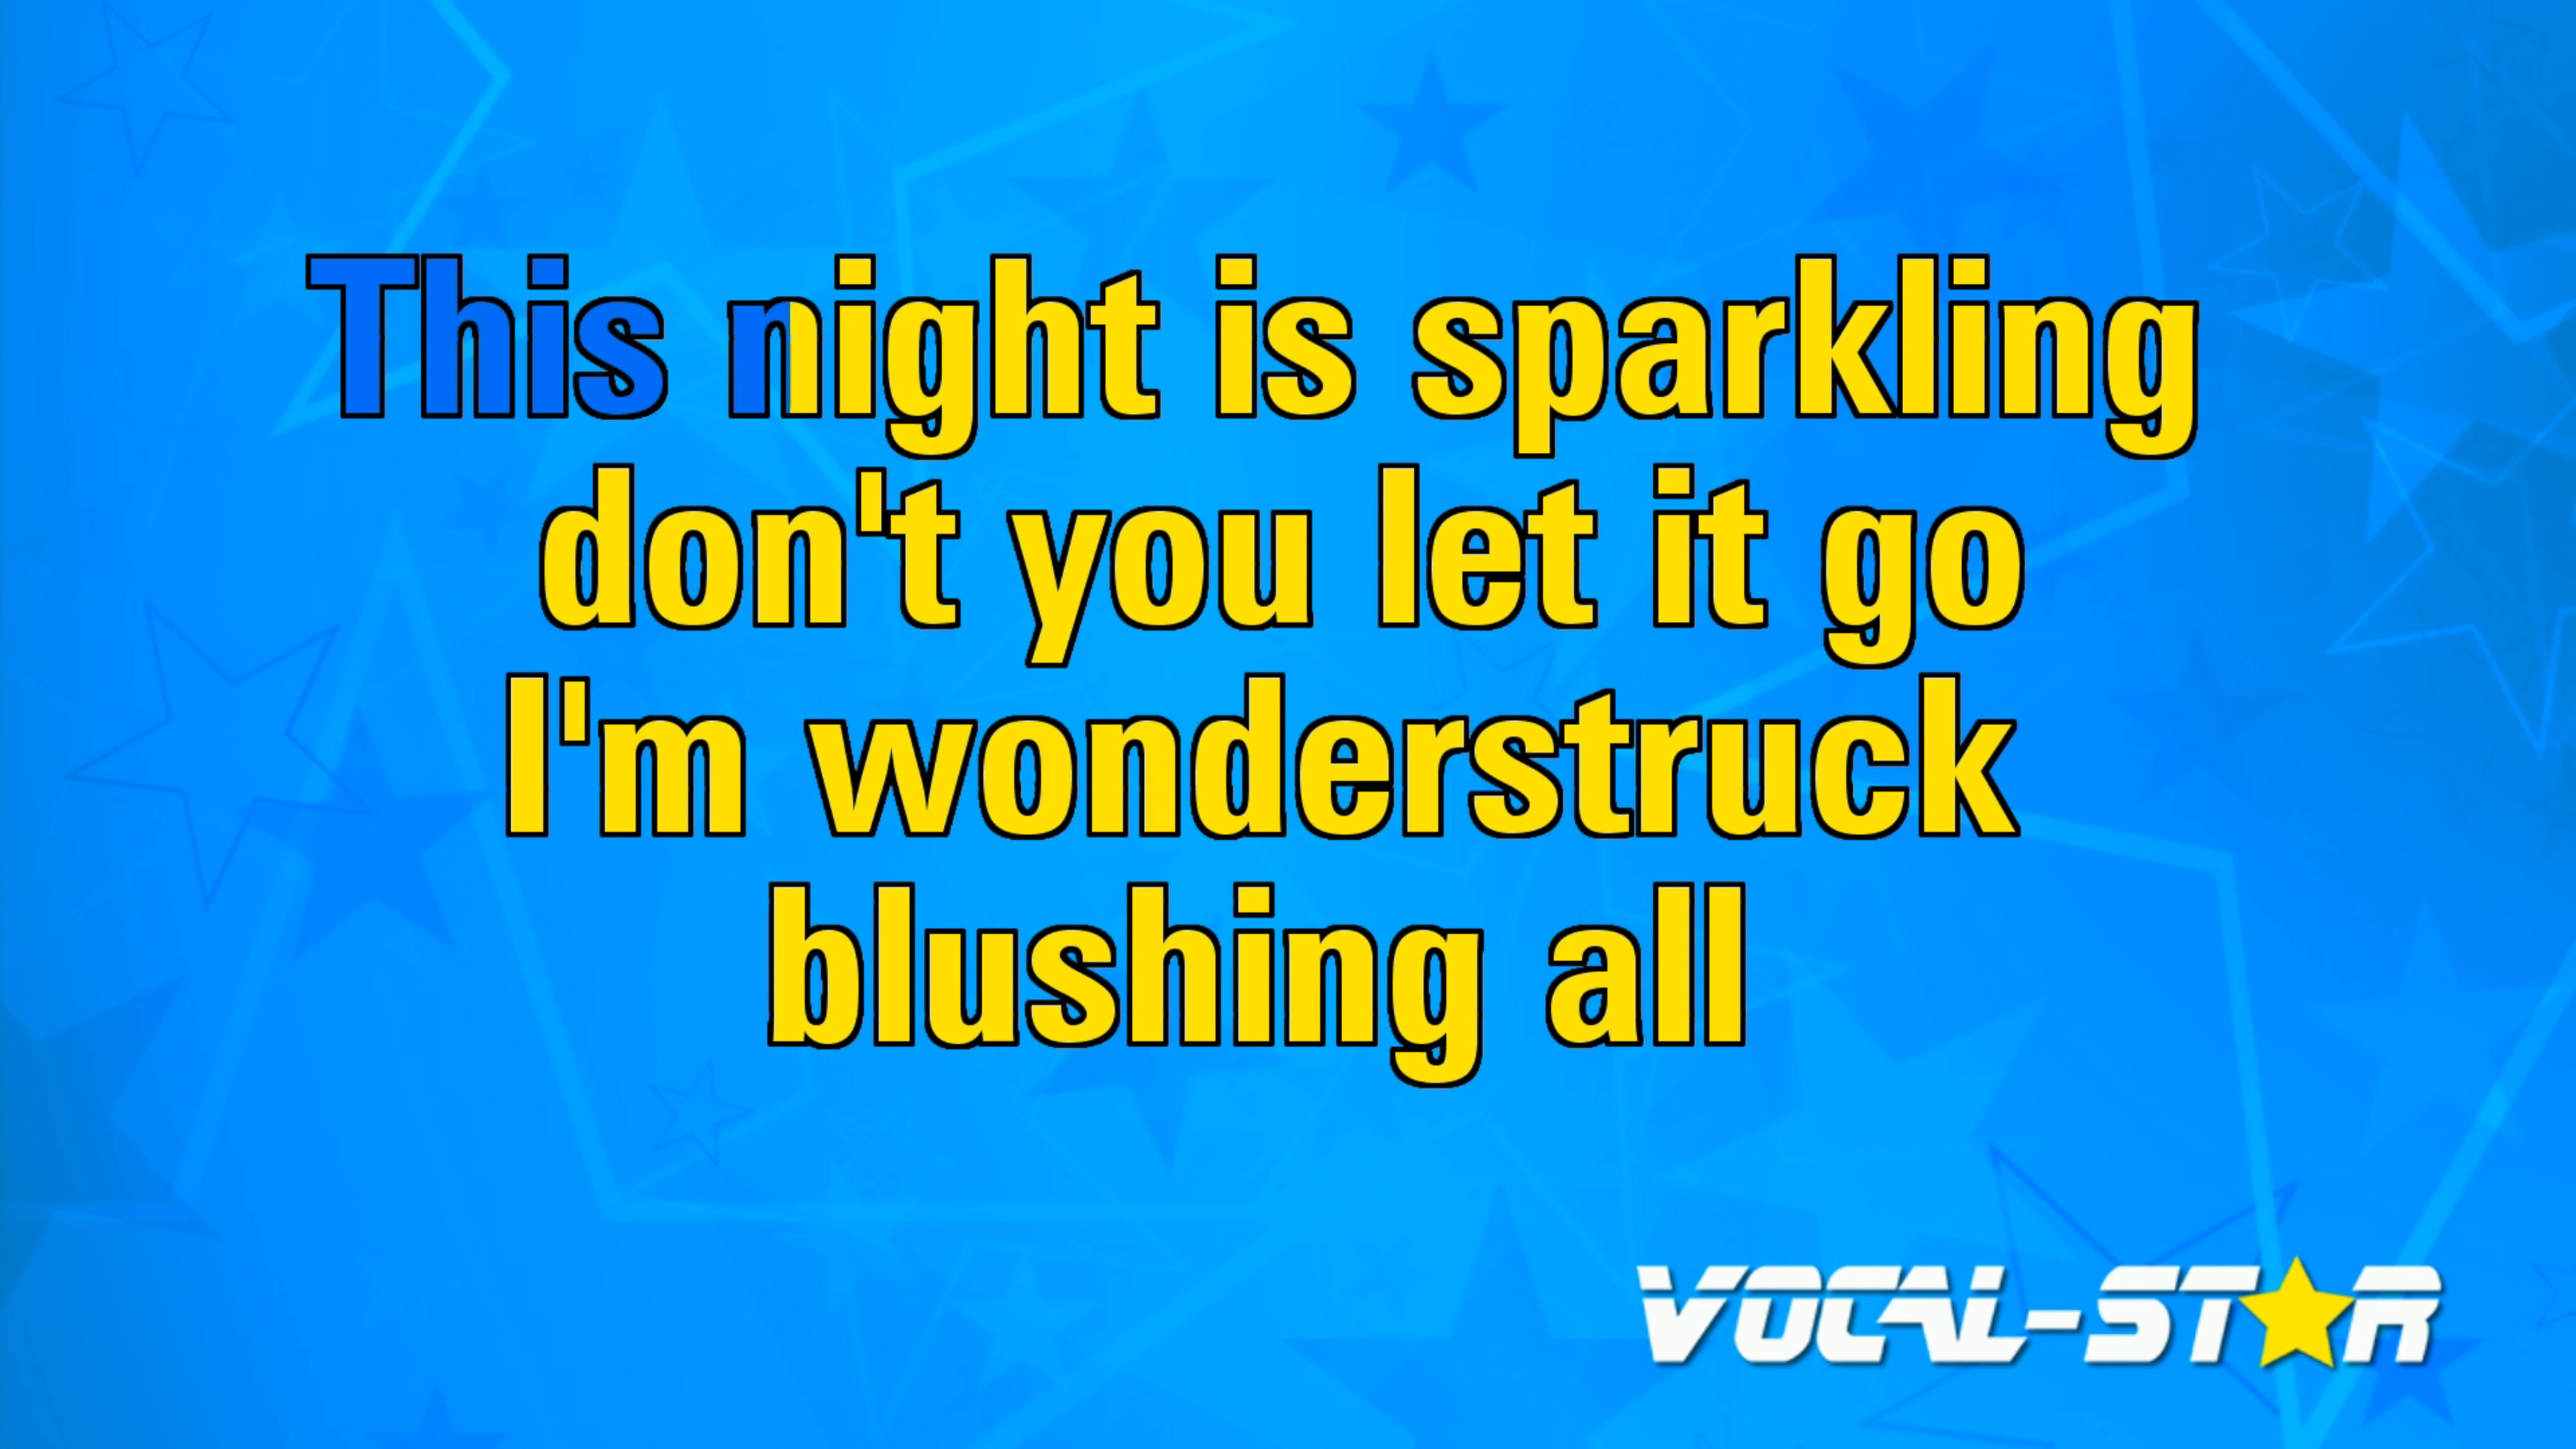 This night is sparkling
don't you let it go
I'm wonderstruck
blushing all
VOCAL-STAR